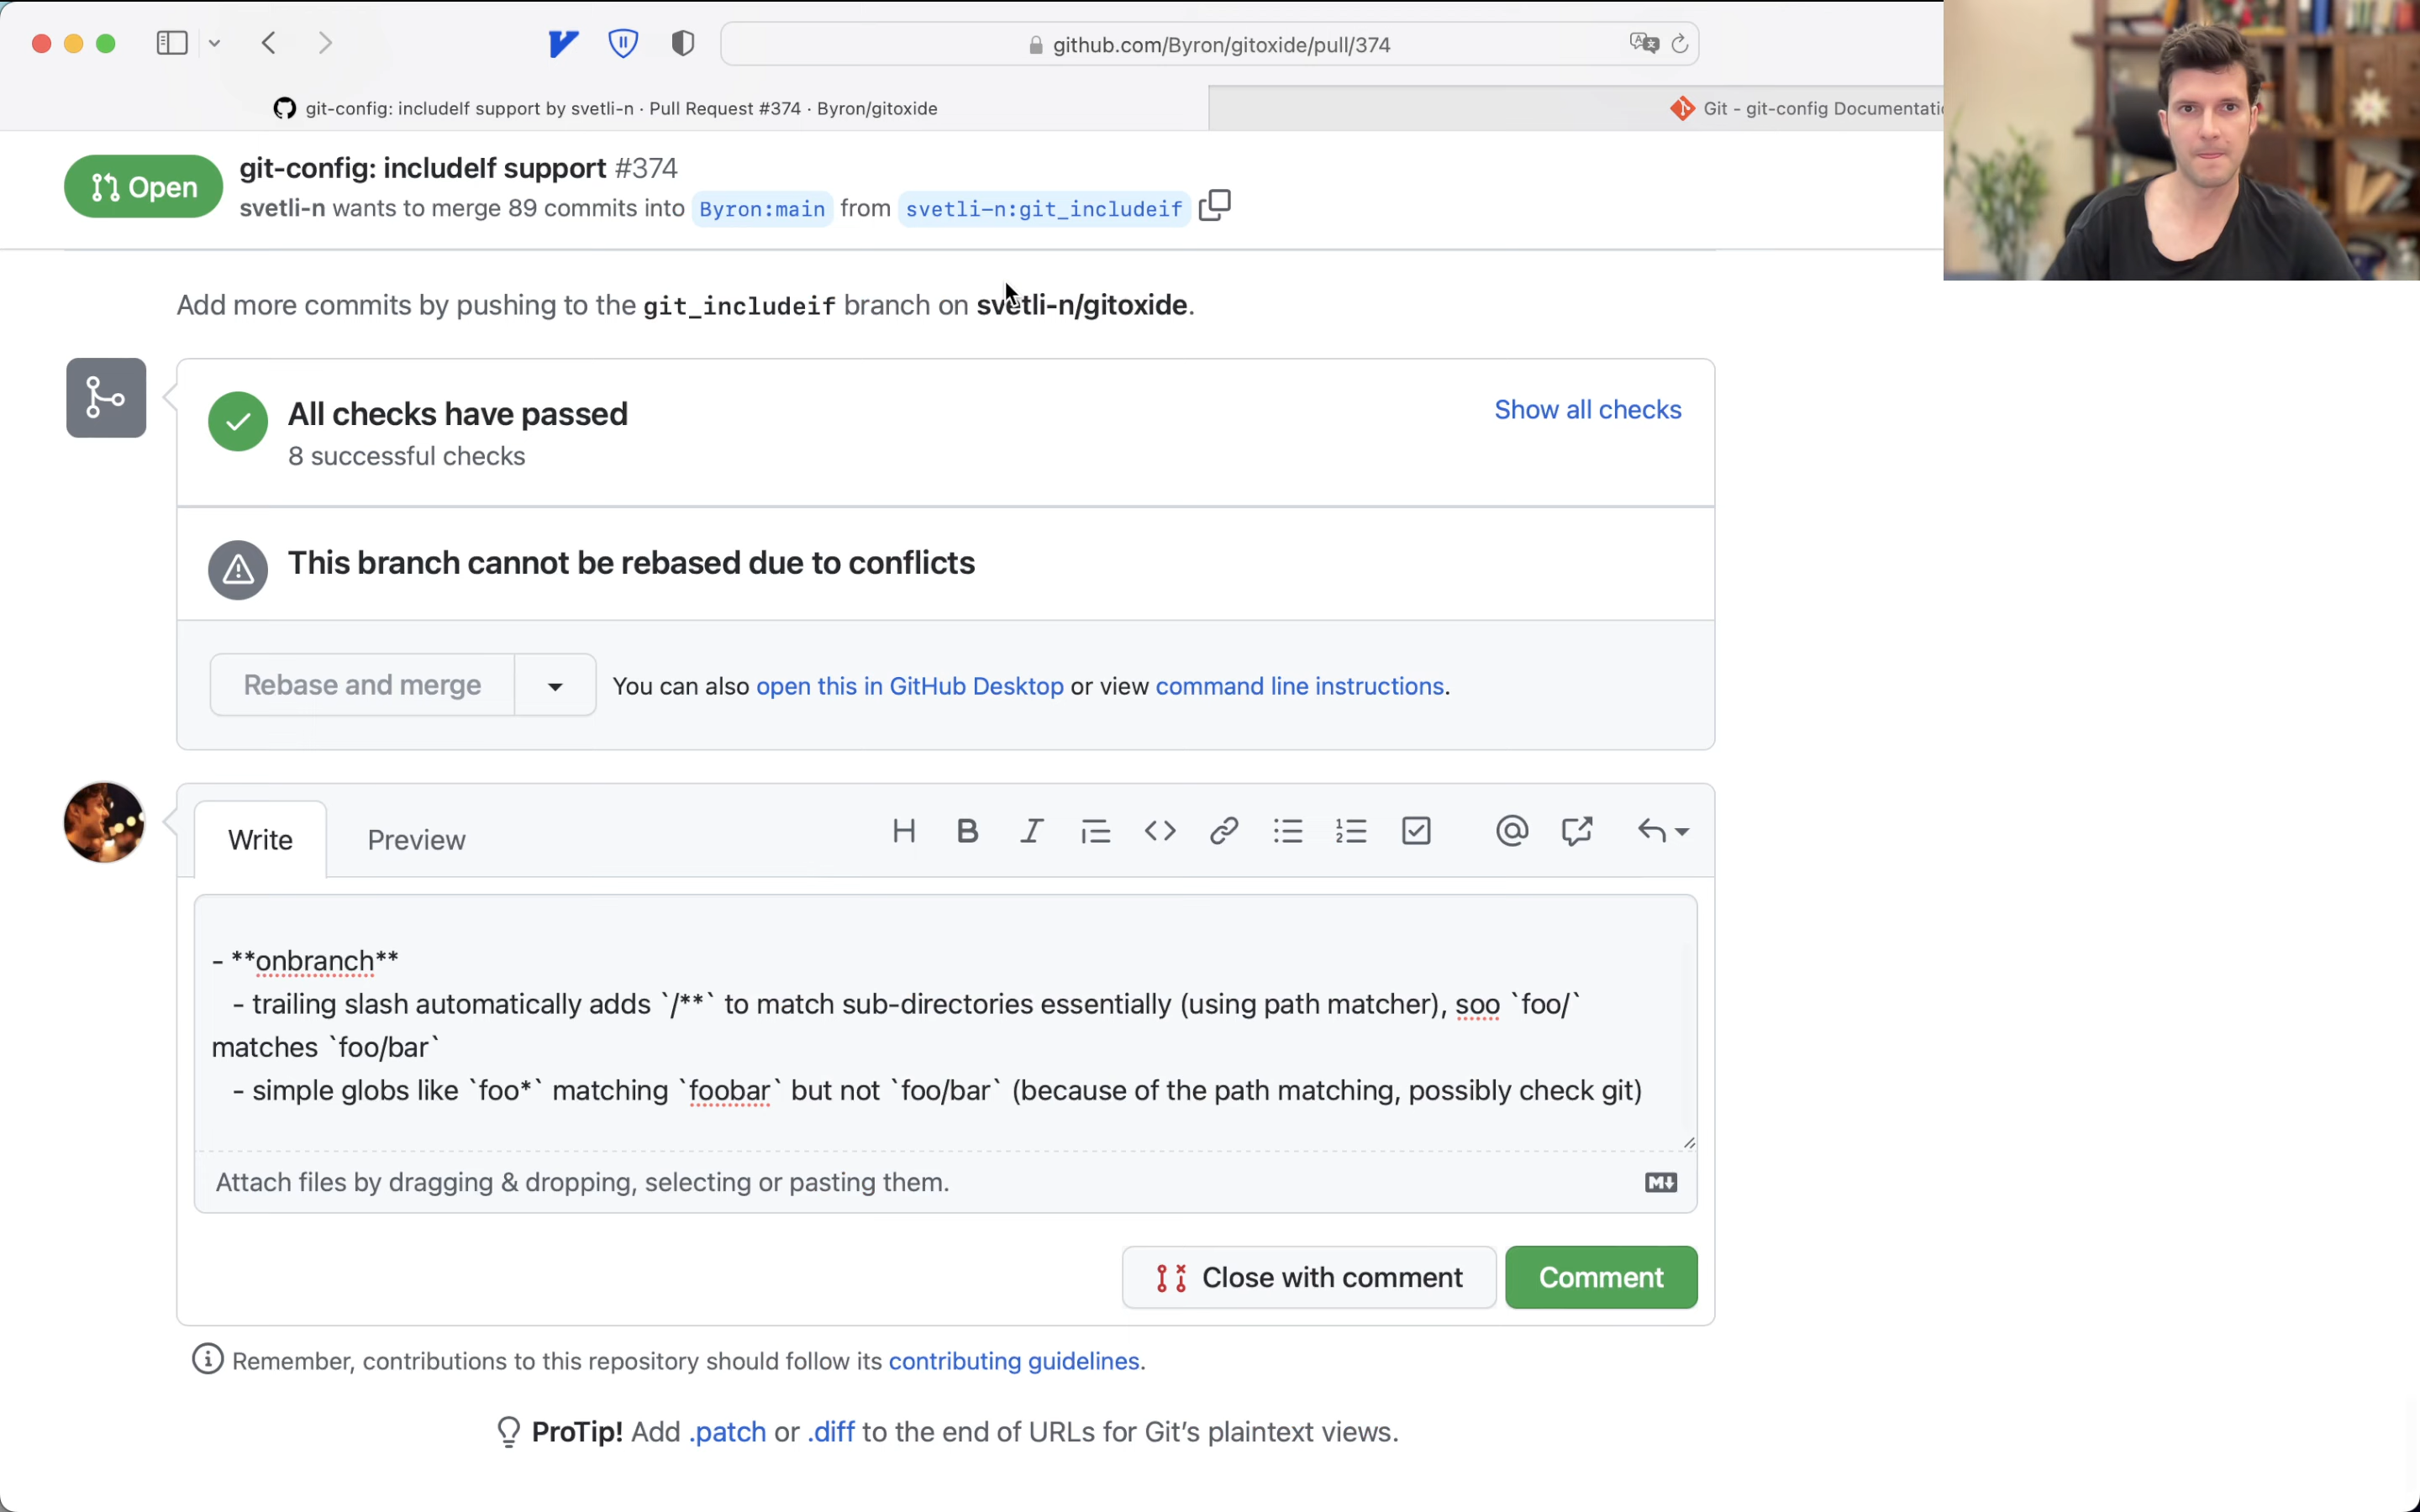 github.com/Byron/gitoxide/pull/374
git-config: includeIf support by svetli-n · Pull Request #374 · Byron/gitoxide
Git - git-config Documentatio
Open
git-config: includeIf support #374
svetli-n wants to merge 89 commits into Byron:main from svetli-n:git_includeif
Add more commits by pushing to the git_includeif branch on svetli-n/gitoxide.
All checks have passed
Show all checks
8 successful checks
This branch cannot be rebased due to conflicts
Rebase and merge
You can also open this in GitHub Desktop or view command line instructions.
Write
Preview
- **onbranch**
- trailing slash automatically adds `/**` to match sub-directories essentially (using path matcher), soo `foo/`
matches `foo/bar`
- simple globs like `foo*` matching `foobar` but not `foo/bar` (because of the path matching, possibly check git)
Attach files by dragging & dropping, selecting or pasting them.
Close with comment
Comment
Remember, contributions to this repository should follow its contributing guidelines.
ProTip! Add .patch or .diff to the end of URLs for Git's plaintext views.